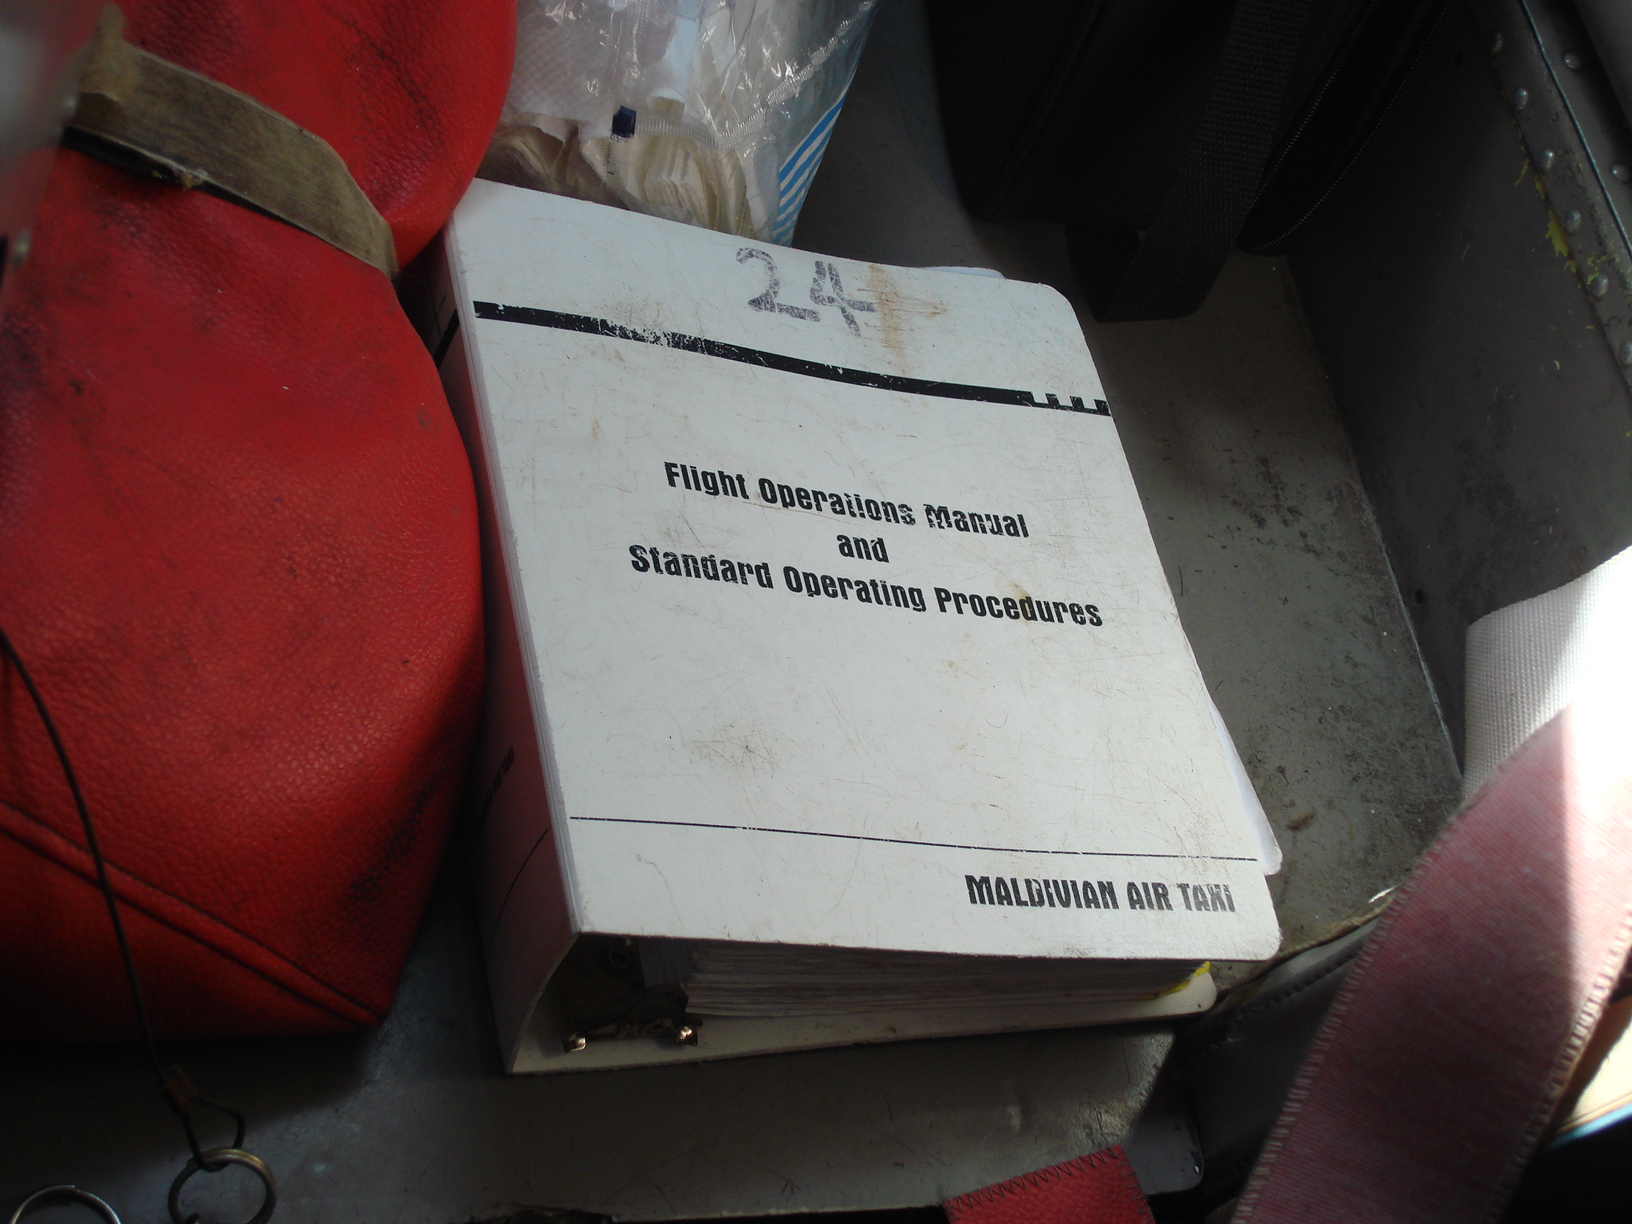 24
Flight Operations Manual
and
Standard Operating Procedures
MALDIVIAN AIR TAXI